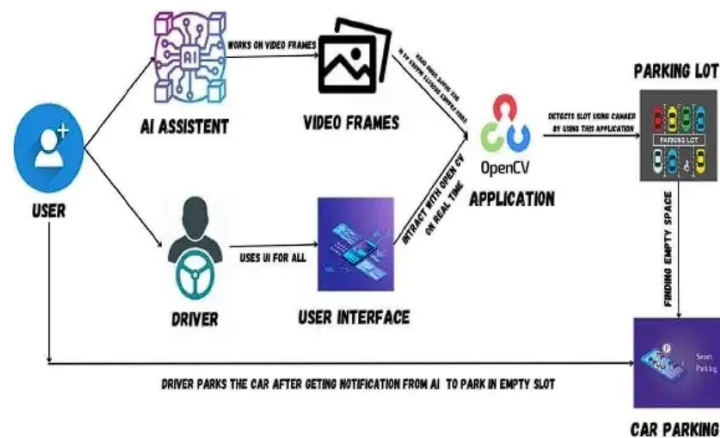 WORKS ON VIDEO FRAMES
AI
AI ASSISTENT
VIDEO FRAMES
PARKING LOT
DETECTS SLOT USING CAMAER
BY USING THIS APPLICATION
PARKING LOT
OpenCV
APPLICATION
INTRACT WITH OPEN CV
ON REAL TIME
USER
USES UI FOR ALL
DRIVER
USER INTERFACE
FINDING EMPTY SPACE
P
Smart
Parking
DRIVER PARKS THE CAR AFTER GETING NOTIFICATION FROM AI TO PARK IN EMPTY SLOT
CAR PARKING